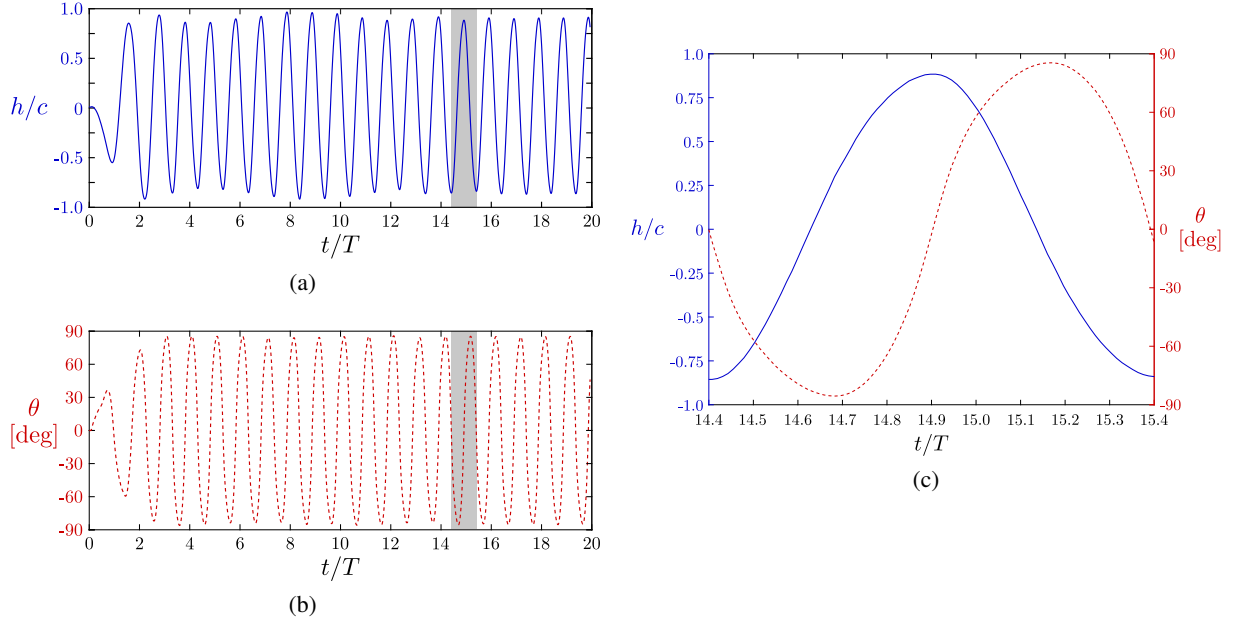 1.0
0.5
h/c
0
-0.5
-1.0
0 2 4 6 8 10 12 14 16 18 20
t/T
(a)
90
60
30
θ
[deg]
0
-30
-60
-90
0 2 4 6 8 10 12 14 16 18 20
t/T
(b)
1.0
0.75
0.5
0.25
h/c
0
-0.25
-0.5
-0.75
-1.0
90
60
30
θ
[deg]
0
-30
-60
-90
14.4 14.5 14.6 14.7 14.8 14.9 15.0 15.1 15.2 15.3 15.4
t/T
(c)